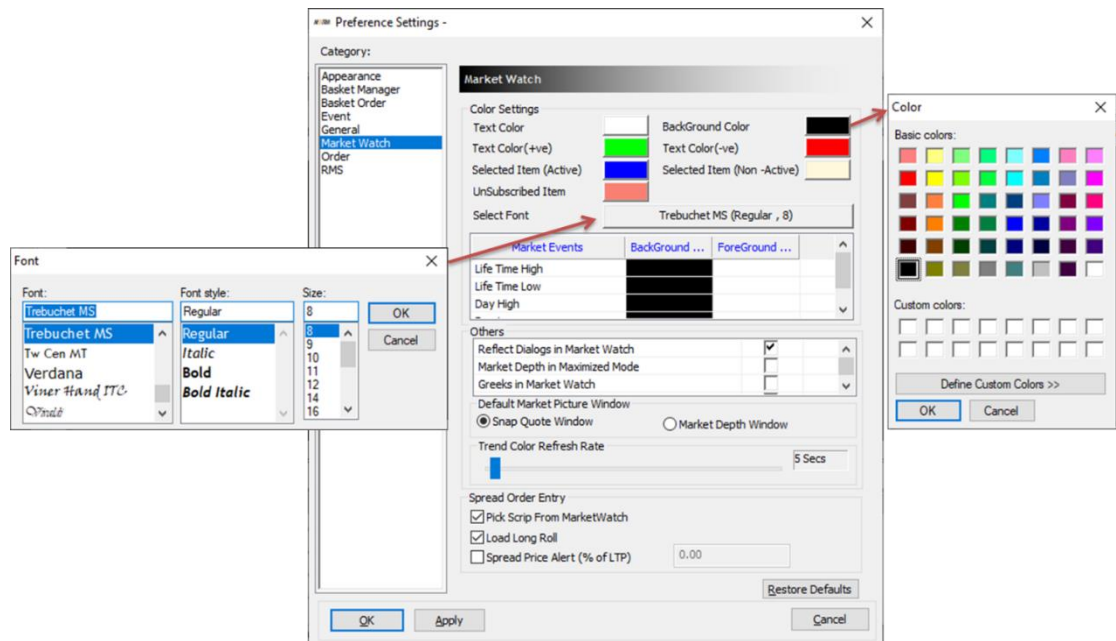 Preference Settings -
Category:
Appearance
Basket Manager
Basket Order
Event
General
Market Watch
Order
RMS
Market Watch
Color Settings
Text Color
BackGround Color
Text Color(+ve)
Text Color(-ve)
Selected Item (Active)
Selected Item (Non -Active)
UnSubscribed Item
Select Font
Trebuchet MS (Regular , 8)
Market Events BackGround ... ForeGround ...
Life Time High
Life Time Low
Day High
Others
Reflect Dialogs in Market Watch
Market Depth in Maximized Mode
Greeks in Market Watch
Default Market Picture Window
Snap Quote Window
Market Depth Window
Trend Color Refresh Rate
5 Secs
Spread Order Entry
Pick Scrip From MarketWatch
Load Long Roll
Spread Price Alert (% of LTP)
0.00
Restore Defaults
OK
Apply
Cancel
Font
Font:
Font style:
Size:
Trebuchet MS
Regular
8
OK
Cancel
Trebuchet MS
Tw Cen MT
Verdana
Viner Hand ITC
Vivaldi
Regular
Italic
Bold
Bold Italic
8
9
10
11
12
14
16
Color
Basic colors:
Custom colors:
Define Custom Colors >>
OK
Cancel